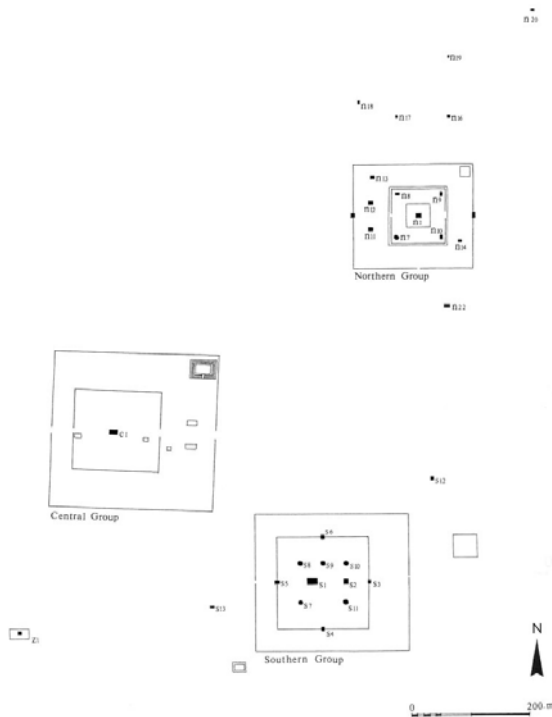 n20
n19
n18
n17
n16
n13
n8
n9
n12
n1
n11
n7
n10
n14
Northern Group
n22
C1
Central Group
S12
S6
S8
S9
S10
S5
S1
S2
S3
S13
S7
S11
S4
Z1
Southern Group
N
0 200 m